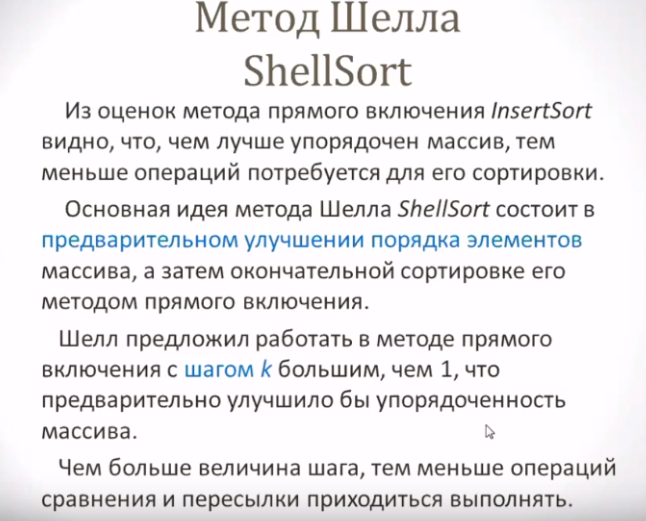 Метод Шелла
ShellSort
Из оценок метода прямого включения InsertSort
видно, что, чем лучше упорядочен массив, тем
меньше операций потребуется для его сортировки.
Основная идея метода Шелла ShellSort состоит в
предварительном улучшении порядка элементов
массива, а затем окончательной сортировке его
методом прямого включения.
Шелл предложил работать в методе прямого
включения с шагом k большим, чем 1, что
предварительно улучшило бы упорядоченность
массива.
Чем больше величина шага, тем меньше операций
сравнения и пересылки приходиться выполнять.